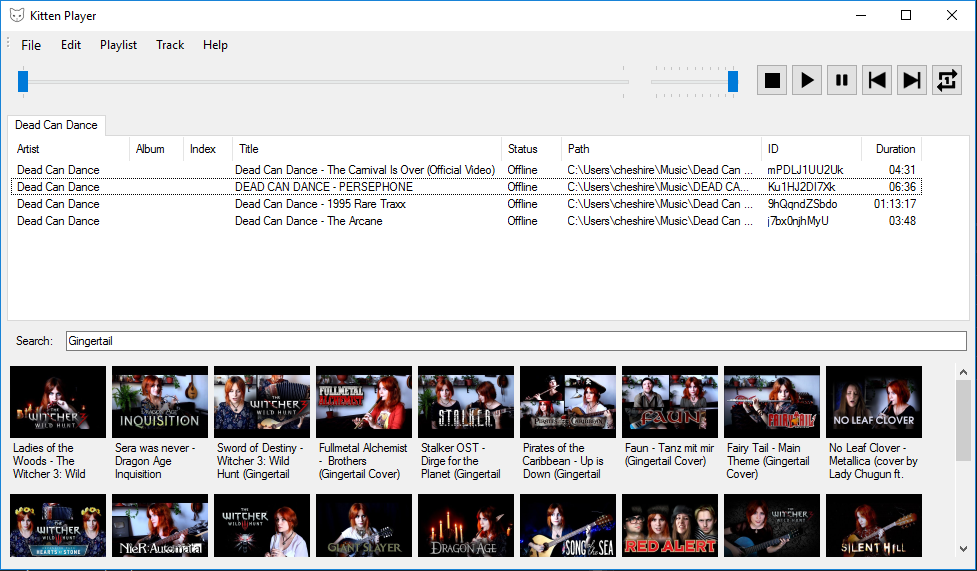 Kitten Player
File Edit Playlist Track Help
Dead Can Dance
Artist Album Index Title Status Path ID Duration
Dead Can Dance Dead Can Dance - The Carnival Is Over (Official Video) Offline C:\Users\cheshire\Music\Dead Can ... mPDLJ1UU2Uk 04:31
Dead Can Dance DEAD CAN DANCE - PERSEPHONE Offline C:\Users\cheshire\Music\DEAD CA... Ku1HJ2DI7Xk 06:36
Dead Can Dance Dead Can Dance - 1995 Rare Traxx Offline C:\Users\cheshire\Music\Dead Can ... 9hQqndZSbdo 01:13:17
Dead Can Dance Dead Can Dance - The Arcane Offline C:\Users\cheshire\Music\Dead Can ... j7bx0njhMyU 03:48
Search: Gingertail
THE WITCHER WILD HUNT
DRAGON AGE INQUISITION
THE WITCHER WILD HUNT
FULLMETAL ALCHEMIST
S.T.A.L.K.E.R.
PIRATES CARIBBEAN
FAUN
FAIRY TAIL
NO LEAF CLOVER
Ladies of the
Woods - The
Witcher 3: Wild
Sera was never -
Dragon Age
Inquisition
Sword of Destiny -
Witcher 3: Wild
Hunt (Gingertail
Fullmetal Alchemist
- Brothers
(Gingertail Cover)
Stalker OST -
Dirge for the
Planet (Gingertail
Pirates of the
Caribbean - Up is
Down (Gingertail
Faun - Tanz mit mir
(Gingertail Cover)
Fairy Tail - Main
Theme (Gingertail
Cover)
No Leaf Clover -
Metallica (cover by
Lady Chugun ft.
THE WITCHER WILD HUNT
HEARTS OF STONE
NieR:Automata
THE WITCHER WILD HUNT
GIANT SLAYER
DRAGON AGE
SONG OF THE SEA
RED ALERT
THE WITCHER WILD HUNT
SILENT HILL